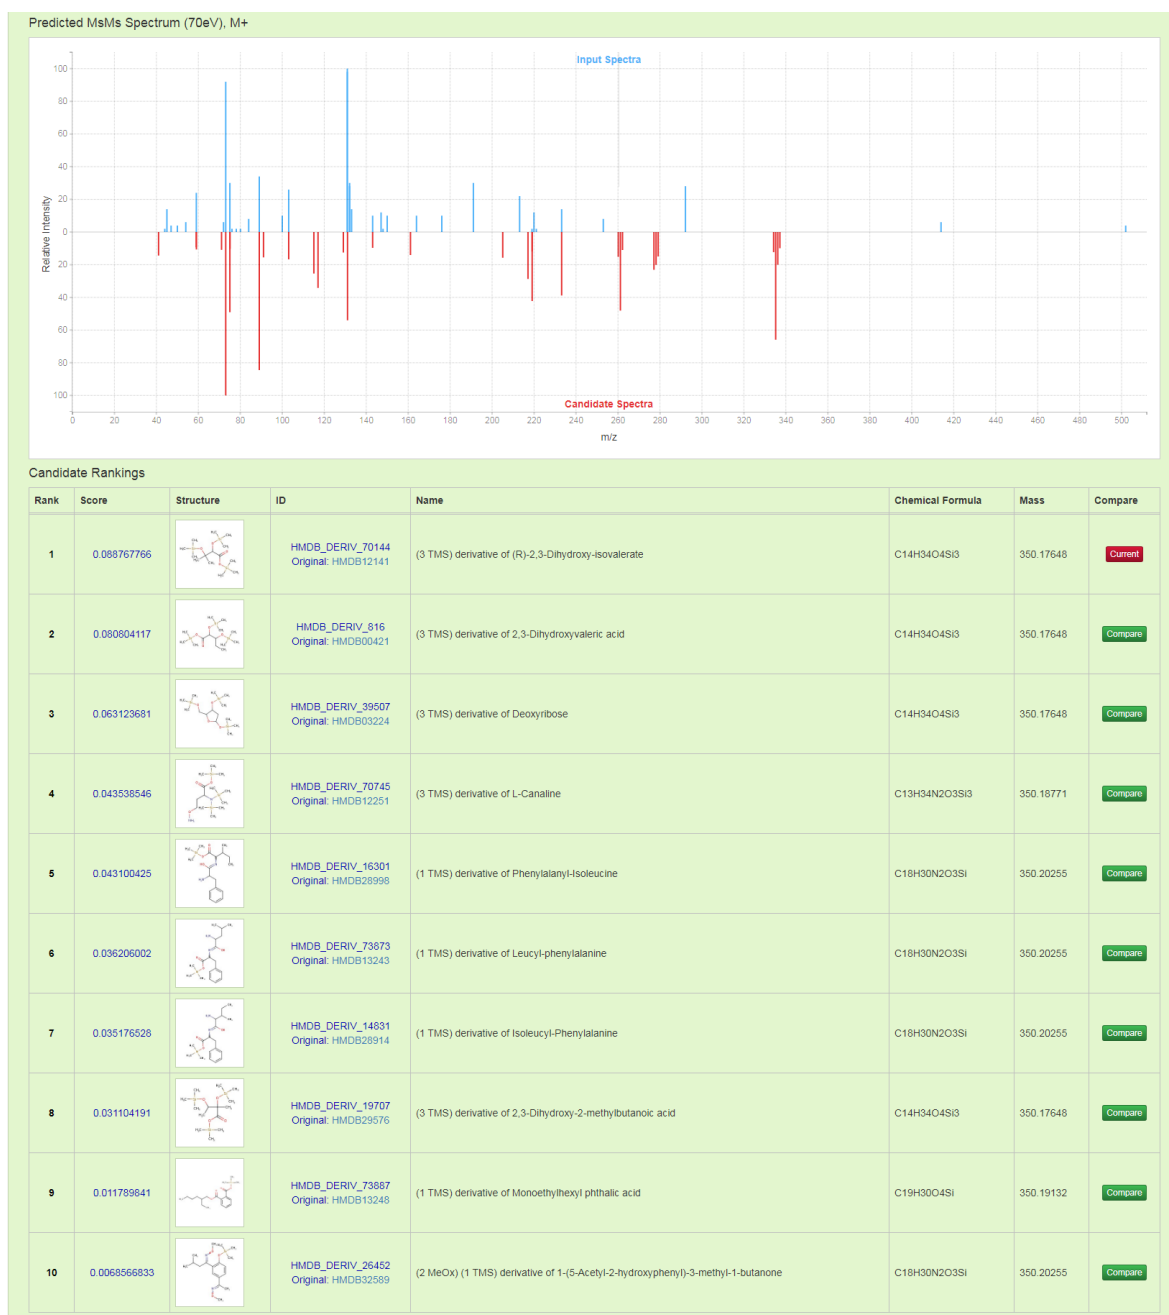 Predicted MsMs Spectrum (70eV), M+
Input Spectra
100
80
60
40
20
0
20
40
60
80
100
Relative Intensity
Candidate Spectra
0 20 40 60 80 100 120 140 160 180 200 220 240 260 280 300 320 340 360 380 400 420 440 460 480 500
m/z
Candidate Rankings
Rank Score Structure ID Name Chemical Formula Mass Compare
1 0.088767766 HMDB_DERIV_70144 (3 TMS) derivative of (R)-2,3-Dihydroxy-isovalerate C14H34O4Si3 350.17648 Current
Original: HMDB12141
2 0.080804117 HMDB_DERIV_816 (3 TMS) derivative of 2,3-Dihydroxyvaleric acid C14H34O4Si3 350.17648 Compare
Original: HMDB00421
3 0.063123681 HMDB_DERIV_39507 (3 TMS) derivative of Deoxyribose C14H34O4Si3 350.17648 Compare
Original: HMDB03224
4 0.043538546 HMDB_DERIV_70745 (3 TMS) derivative of L-Canaline C13H34N2O3Si3 350.18771 Compare
Original: HMDB12251
5 0.043100425 HMDB_DERIV_16301 (1 TMS) derivative of Phenylalanyl-Isoleucine C18H30N2O3Si 350.20255 Compare
Original: HMDB28998
6 0.036206002 HMDB_DERIV_73873 (1 TMS) derivative of Leucyl-phenylalanine C18H30N2O3Si 350.20255 Compare
Original: HMDB13243
7 0.035176528 HMDB_DERIV_14831 (1 TMS) derivative of Isoleucyl-Phenylalanine C18H30N2O3Si 350.20255 Compare
Original: HMDB28914
8 0.031104191 HMDB_DERIV_19707 (3 TMS) derivative of 2,3-Dihydroxy-2-methylbutanoic acid C14H34O4Si3 350.17648 Compare
Original: HMDB29576
9 0.011789841 HMDB_DERIV_73887 (1 TMS) derivative of Monoethylhexyl phthalic acid C19H30O4Si 350.19132 Compare
Original: HMDB13248
10 0.0068566833 HMDB_DERIV_26452 (2 MeOx) (1 TMS) derivative of 1-(5-Acetyl-2-hydroxyphenyl)-3-methyl-1-butanone C18H30N2O3Si 350.20255 Compare
Original: HMDB32589